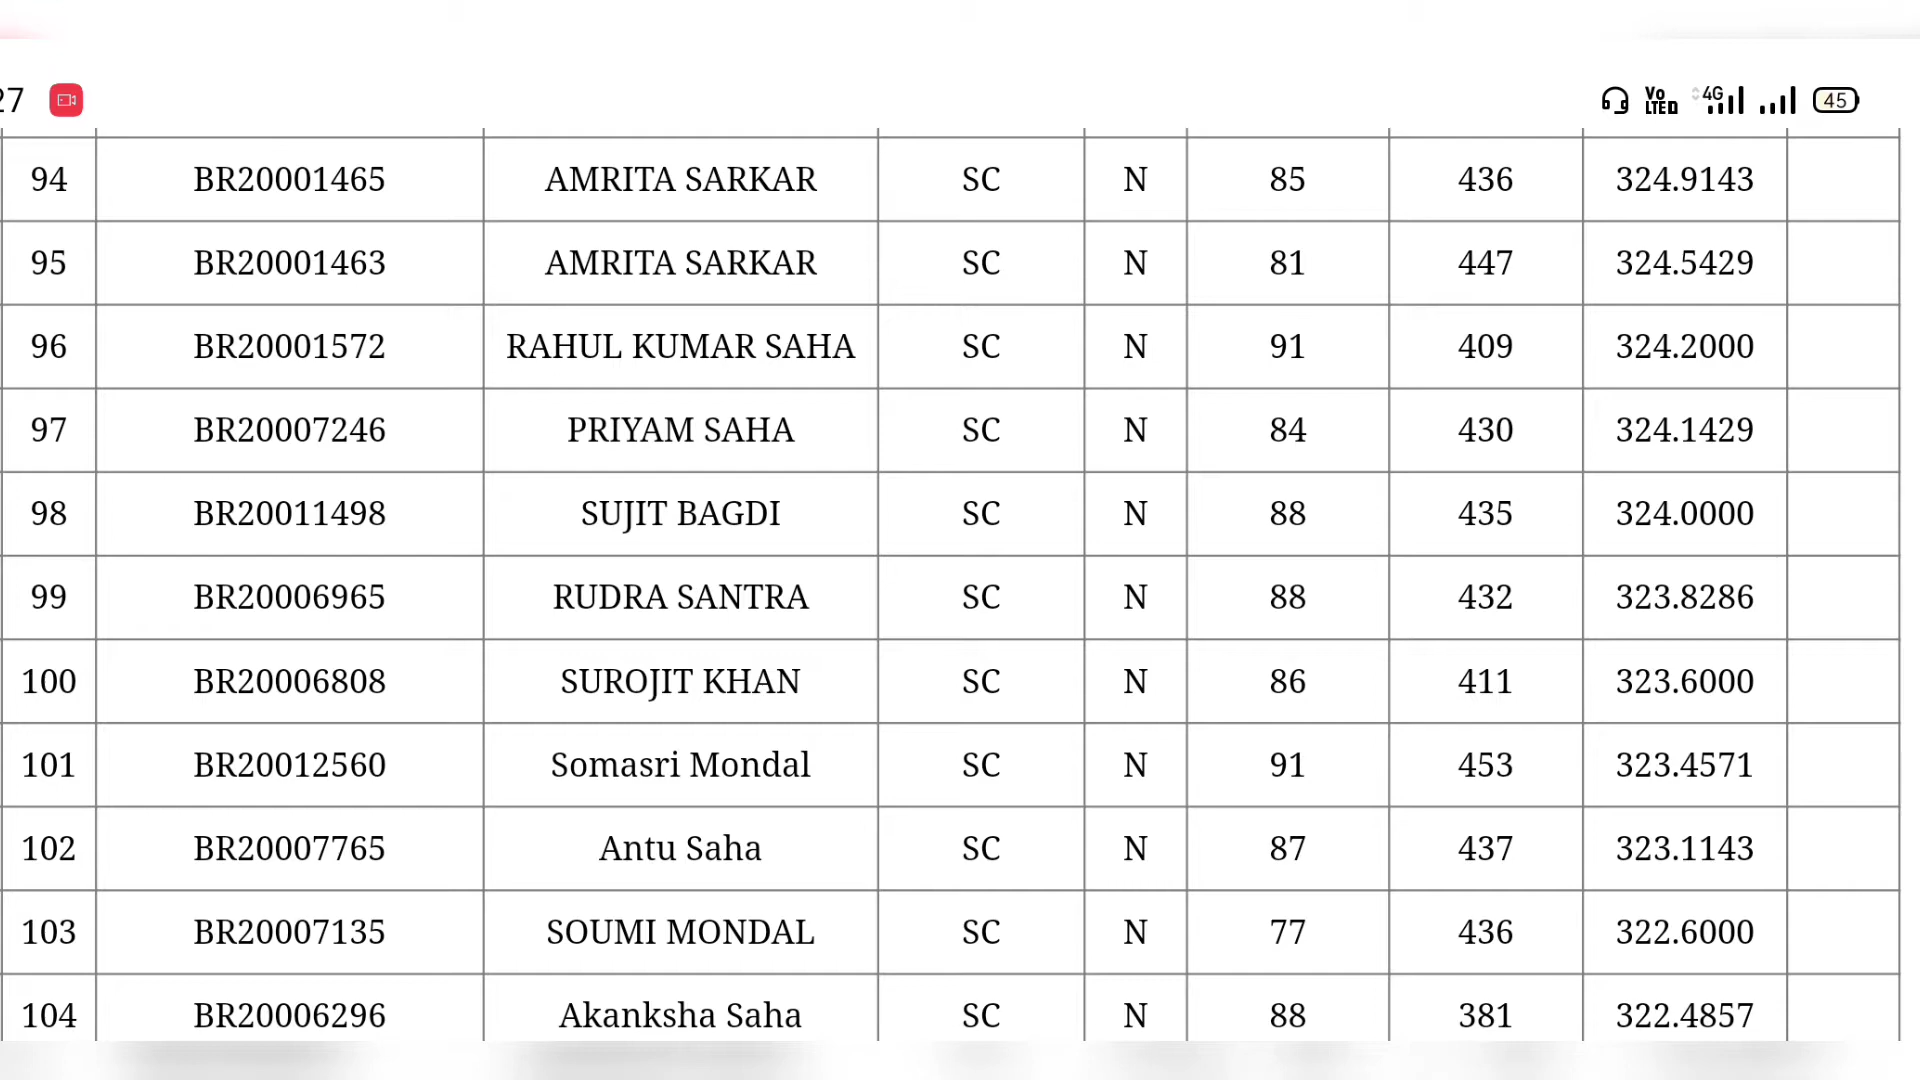 27 Vo LTED 4G 45
94 BR20001465 AMRITA SARKAR SC N 85 436 324.9143
95 BR20001463 AMRITA SARKAR SC N 81 447 324.5429
96 BR20001572 RAHUL KUMAR SAHA SC N 91 409 324.2000
97 BR20007246 PRIYAM SAHA SC N 84 430 324.1429
98 BR20011498 SUJIT BAGDI SC N 88 435 324.0000
99 BR20006965 RUDRA SANTRA SC N 88 432 323.8286
100 BR20006808 SUROJIT KHAN SC N 86 411 323.6000
101 BR20012560 Somasri Mondal SC N 91 453 323.4571
102 BR20007765 Antu Saha SC N 87 437 323.1143
103 BR20007135 SOUMI MONDAL SC N 77 436 322.6000
104 BR20006296 Akanksha Saha SC N 88 381 322.4857